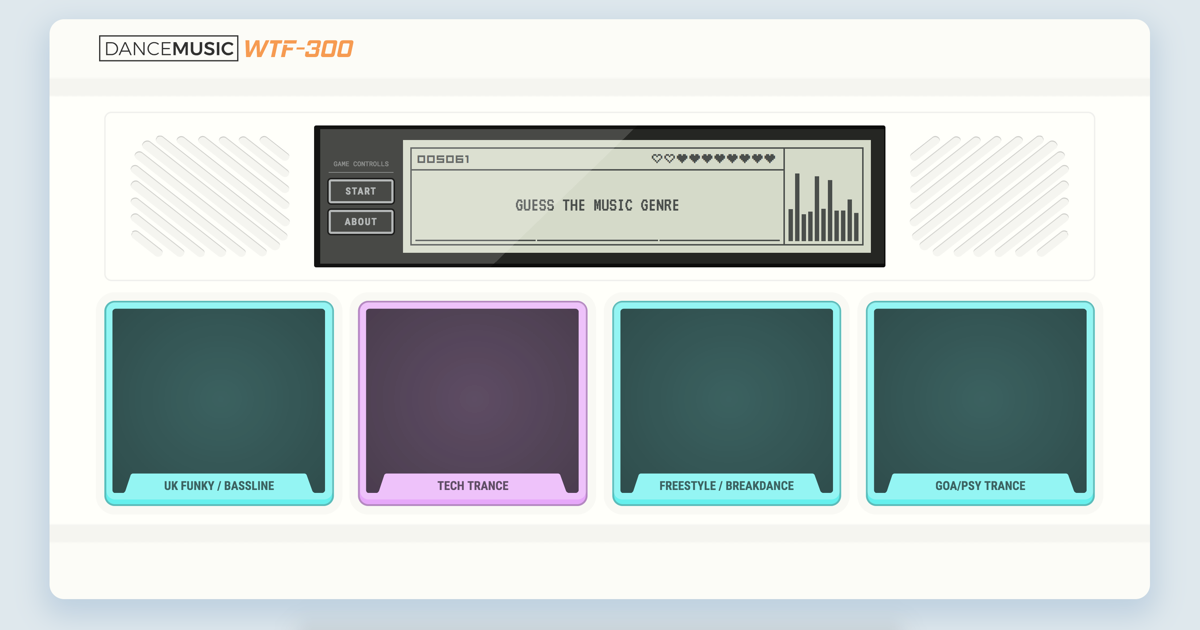 DANCEMUSIC WTF-300
GAME CONTROLLS
START
ABOUT
005061
GUESS THE MUSIC GENRE
UK FUNKY / BASSLINE
TECH TRANCE
FREESTYLE / BREAKDANCE
GOA/PSY TRANCE